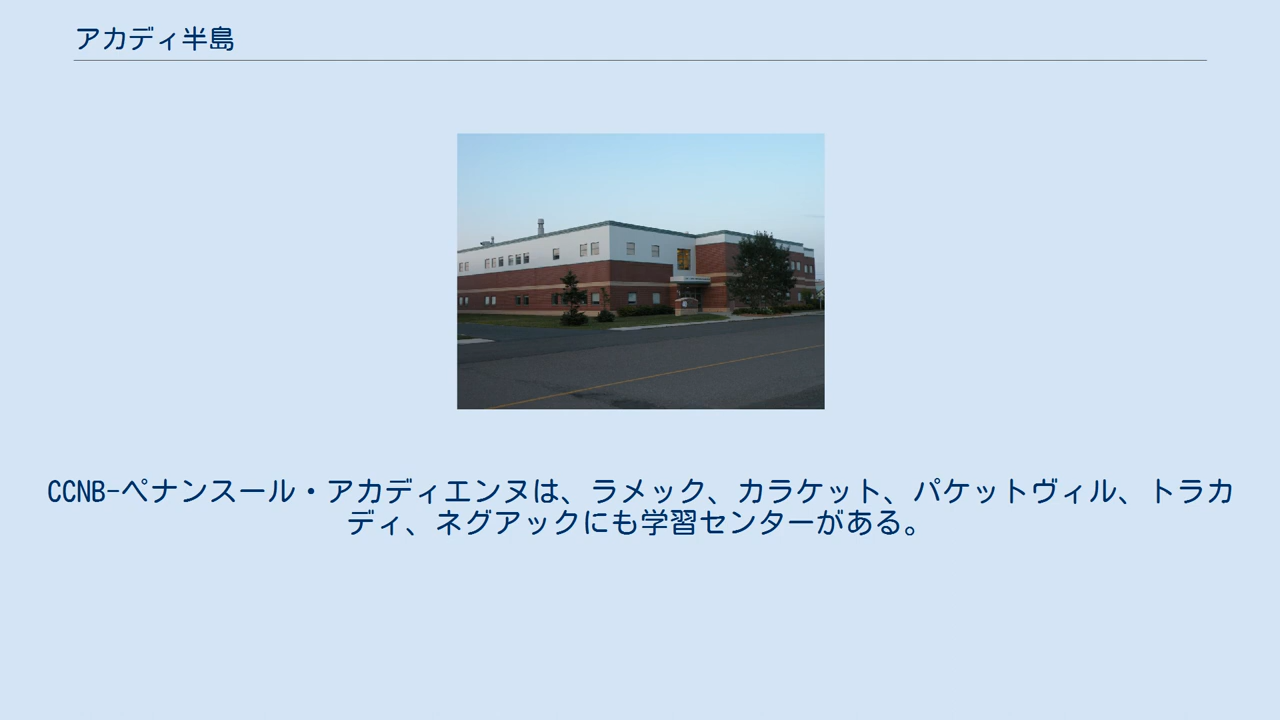 アカディ半島
CCNB-ペナンスール・アカディエンヌは、ラメック、カラケット、パケットヴィル、トラカ
ディ、ネグアックにも学習センターがある。